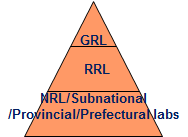 GRL
RRL
NRL/Subnational
/Provincial/Prefectural labs